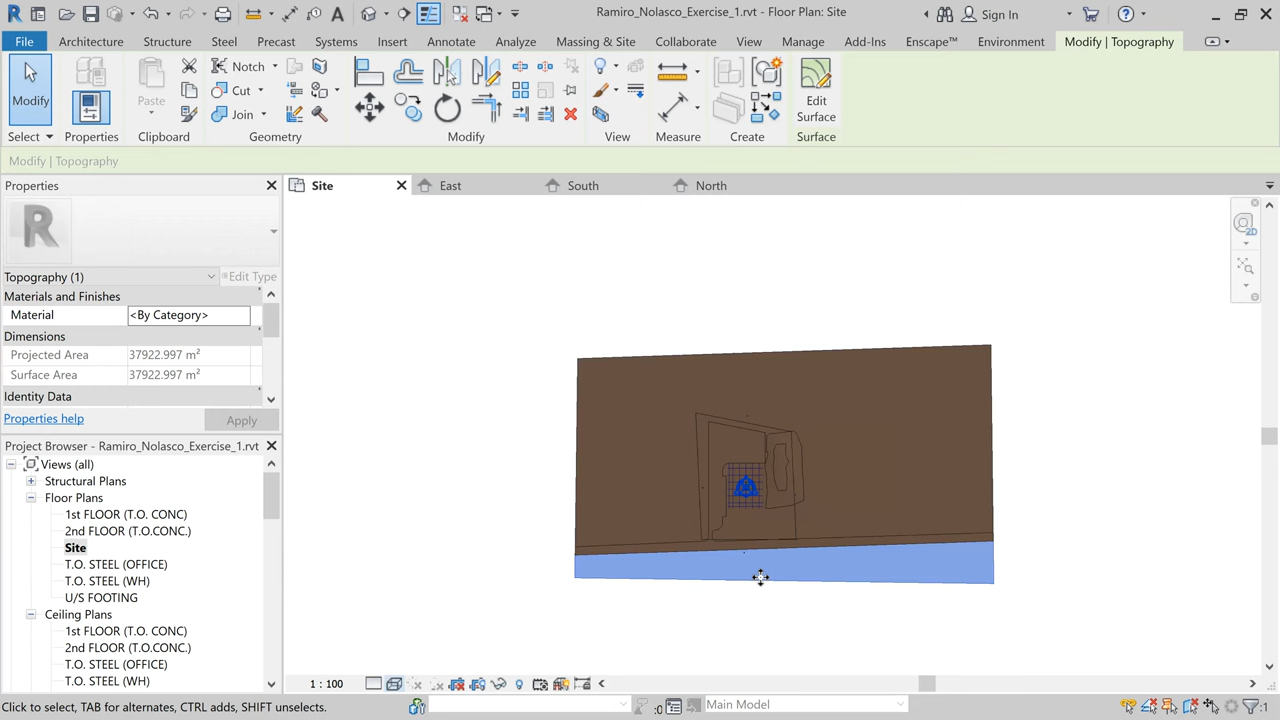 Ramiro_Nolasco_Exercise_1.rvt - Floor Plan: Site
Sign In
File Architecture Structure Steel Precast Systems Insert Annotate Analyze Massing & Site Collaborate View Manage Add-Ins Enscape™ Environment Modify | Topography
Notch
Cut
Join
Modify
Paste
Edit Surface
Select Properties Clipboard Geometry Modify View Measure Create Surface
Modify | Topography
Properties
Site East South North
Topography (1) Edit Type
Materials and Finishes
Material <By Category>
Dimensions
Projected Area 37922.997 m²
Surface Area 37922.997 m²
Identity Data
Properties help Apply
Project Browser - Ramiro_Nolasco_Exercise_1.rvt
Views (all)
Structural Plans
Floor Plans
1st FLOOR (T.O. CONC)
2nd FLOOR (T.O.CONC.)
Site
T.O. STEEL (OFFICE)
T.O. STEEL (WH)
U/S FOOTING
Ceiling Plans
1st FLOOR (T.O. CONC)
2nd FLOOR (T.O.CONC.)
T.O. STEEL (OFFICE)
T.O. STEEL (WH)
2D
1 : 100
Click to select, TAB for alternates, CTRL adds, SHIFT unselects.
:0
Main Model
:1